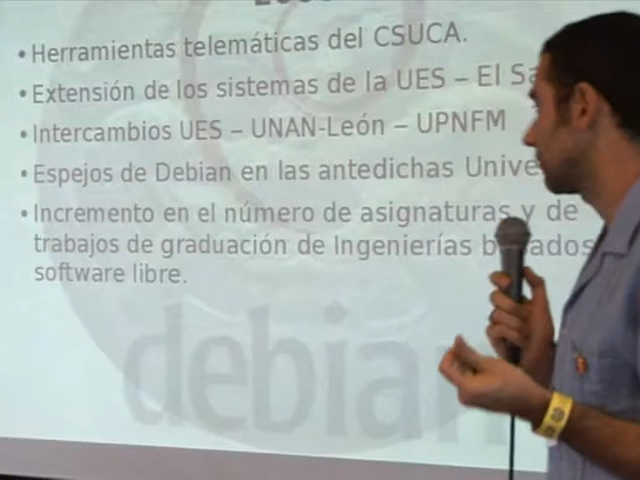 • Herramientas telemáticas del CSUCA.
• Extensión de los sistemas de la UES – El
• Intercambios UES – UNAN-León – UPNFM
• Espejos de Debian en las antedichas
• Incremento en el número de asignaturas y de
trabajos de graduación de Ingenierías
software libre.
debian